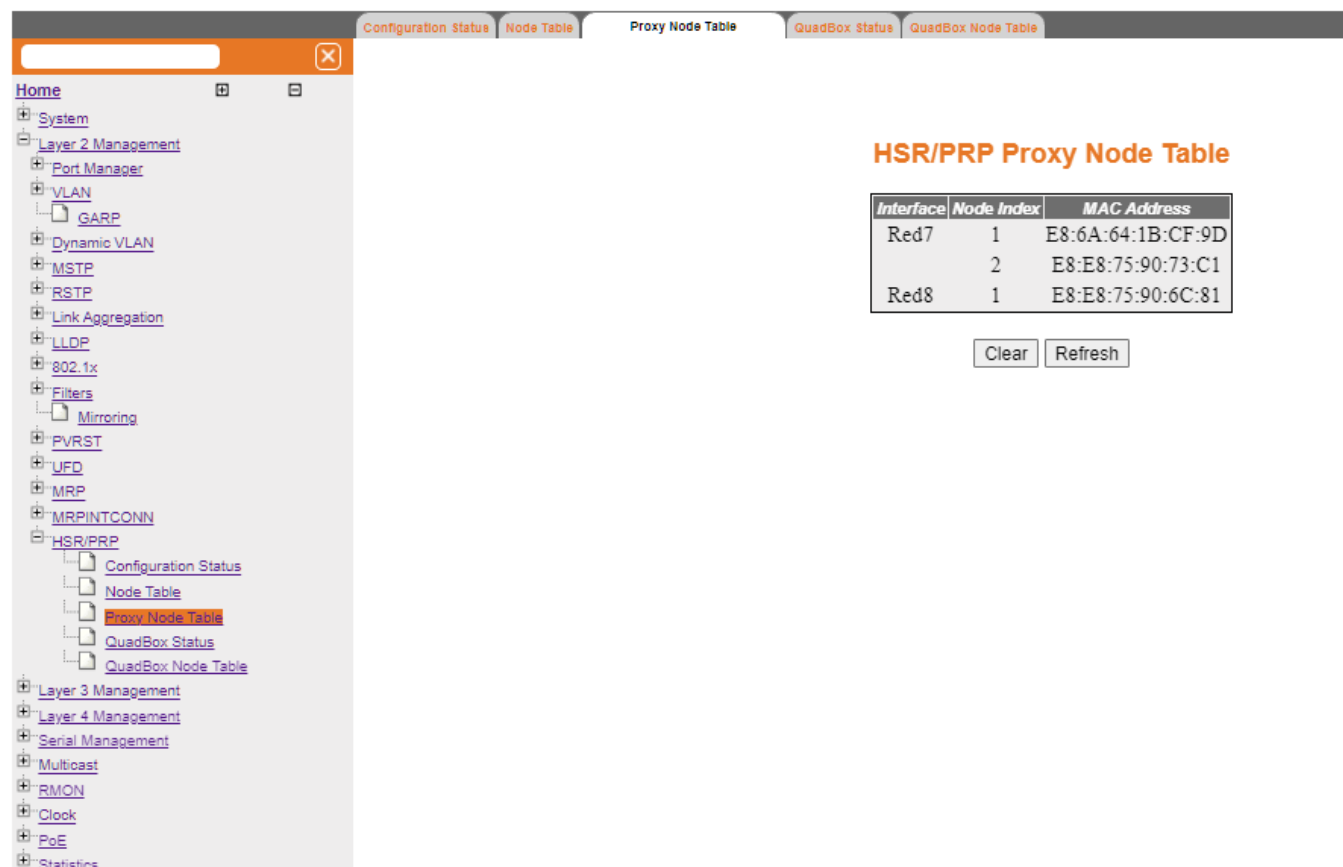 Configuration Status Node Table Proxy Node Table QuadBox Status QuadBox Node Table
Home
System
Layer 2 Management
Port Manager
VLAN
GARP
Dynamic VLAN
MSTP
RSTP
Link Aggregation
LLDP
802.1x
Filters
Mirroring
PVRST
UFD
MRP
MRPINTCONN
HSR/PRP
Configuration Status
Node Table
Proxy Node Table
QuadBox Status
QuadBox Node Table
Layer 3 Management
Layer 4 Management
Serial Management
Multicast
RMON
Clock
PoE
Statistics
HSR/PRP Proxy Node Table
Interface Node Index MAC Address
Red7 1 E8:6A:64:1B:CF:9D
2 E8:E8:75:90:73:C1
Red8 1 E8:E8:75:90:6C:81
Clear Refresh